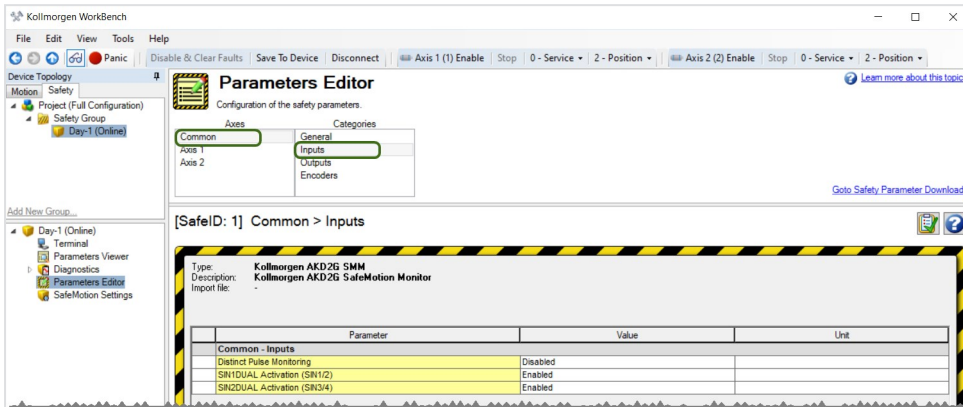 Kollmorgen WorkBench
File Edit View Tools Help
Panic Disable & Clear Faults Save To Device Disconnect Axis 1 (1) Enable Stop 0 - Service 2 - Position Axis 2 (2) Enable Stop 0 - Service 2 - Position
Device Topology
Motion Safety
Project (Full Configuration)
Safety Group
Day-1 (Online)
Add New Group...
Day-1 (Online)
Terminal
Parameters Viewer
Diagnostics
Parameters Editor
SafeMotion Settings
Parameters Editor
Learn more about this topic
Configuration of the safety parameters.
Axes Categories
Common General
Axis 1 Inputs
Axis 2 Outputs
Encoders
Goto Safety Parameter Download
[SafeID: 1] Common > Inputs
Type: Kollmorgen AKD2G SMM
Description: Kollmorgen AKD2G SafeMotion Monitor
Import file: -
Parameter Value Unit
Common - Inputs
Distinct Pulse Monitoring Disabled
SIN1DUAL Activation (SIN1/2) Enabled
SIN2DUAL Activation (SIN3/4) Enabled